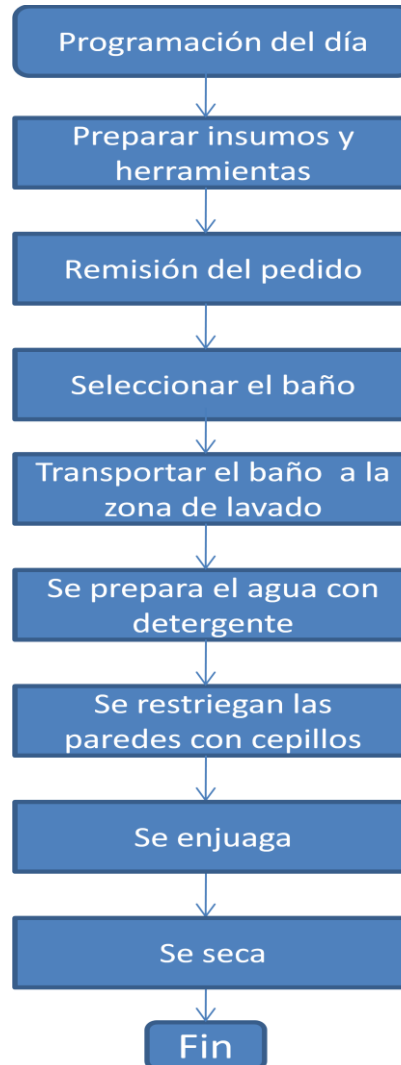 Programación del día
Preparar insumos y
herramientas
Remisión del pedido
Seleccionar el baño
Transportar el baño a la
zona de lavado
Se prepara el agua con
detergente
Se restriegan las
paredes con cepillos
Se enjuaga
Se seca
Fin